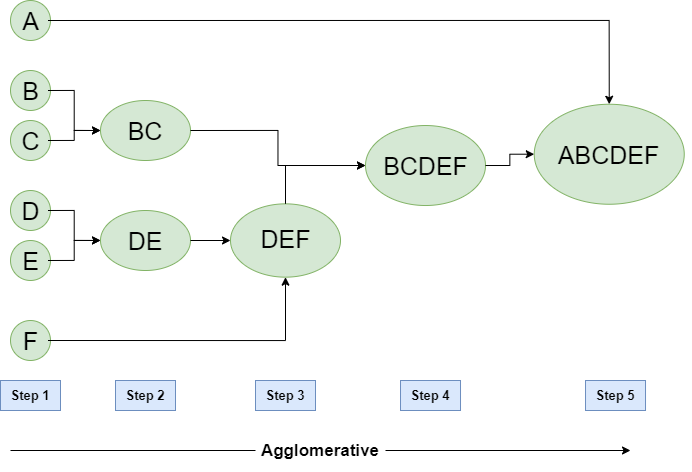 A
B
C
BC
D
E
DE
DEF
F
BCDEF
ABCDEF
Step 1
Step 2
Step 3
Step 4
Step 5
Agglomerative